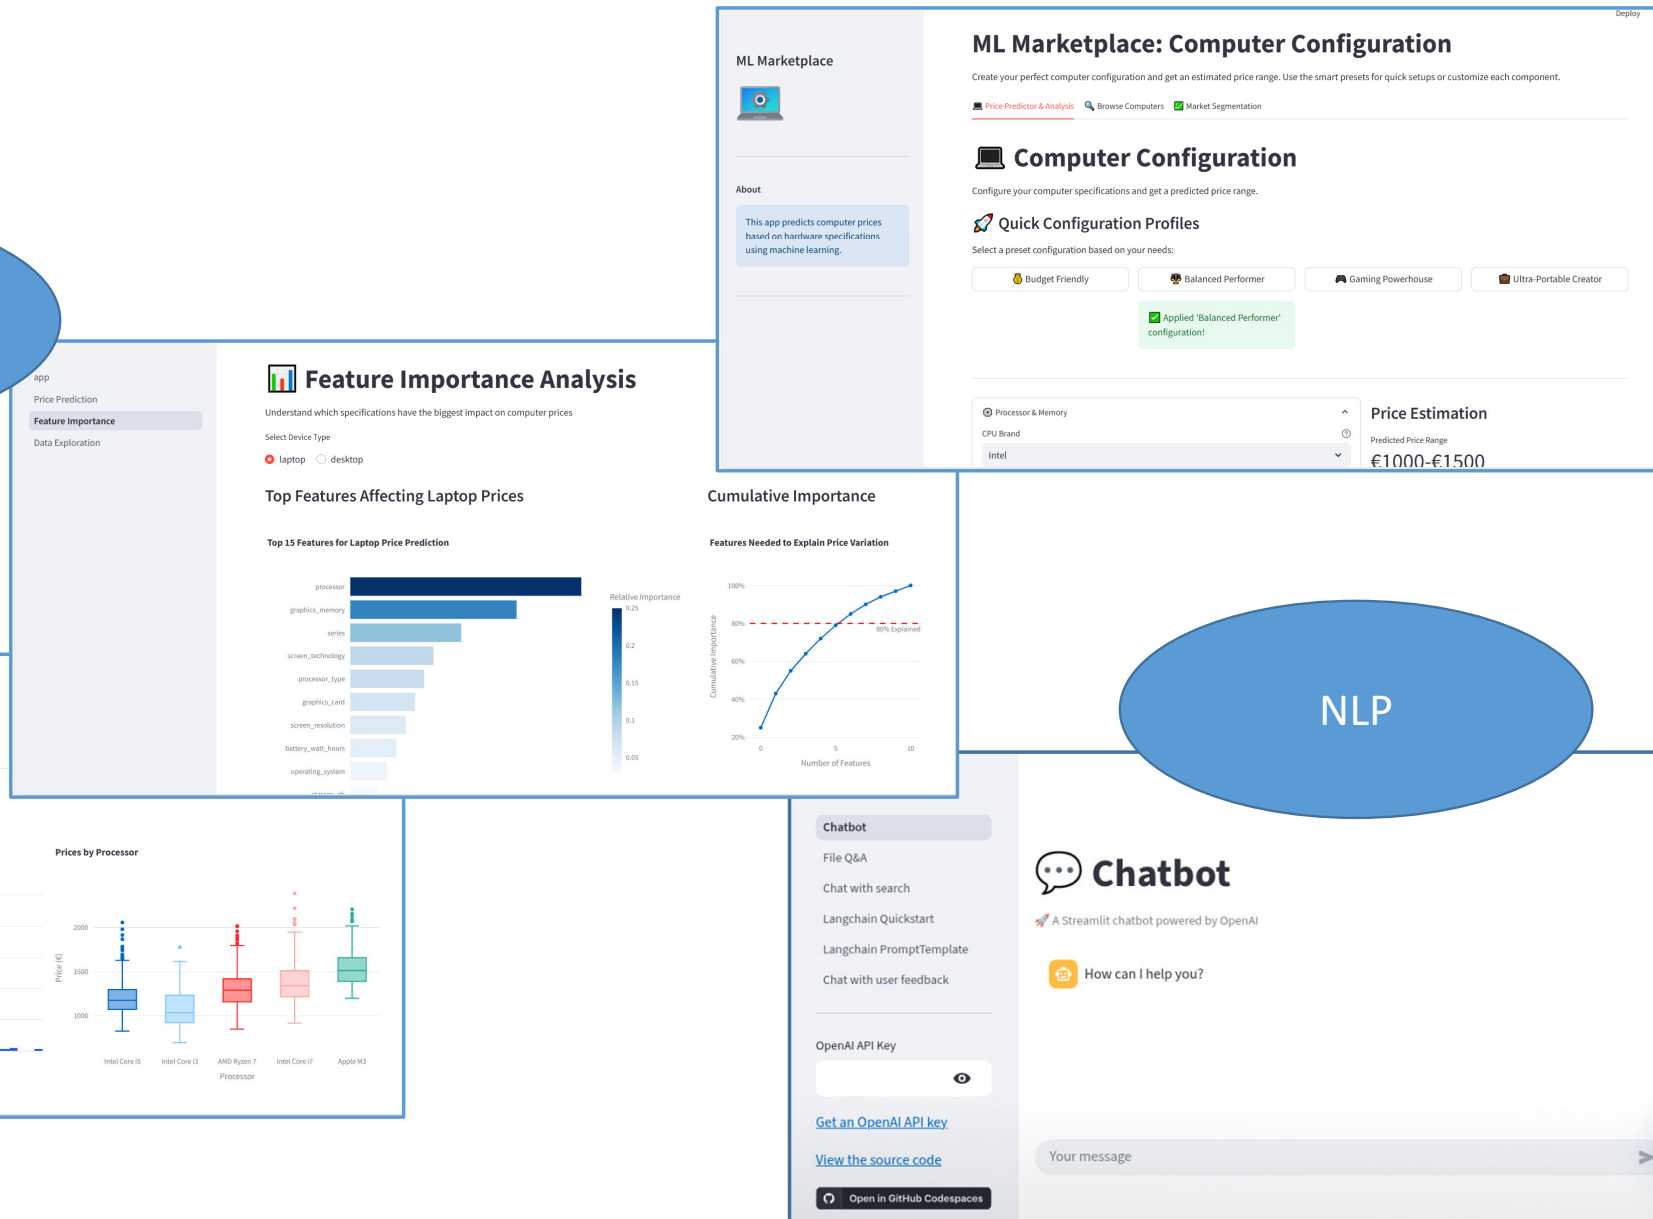 Deploy
ML Marketplace
ML Marketplace: Computer Configuration
Create your perfect computer configuration and get an estimated price range. Use the smart presets for quick setups or customize each component.
Price Predictor & Analysis
Browse Computers
Market Segmentation
Computer Configuration
Configure your computer specifications and get a predicted price range.
About
This app predicts computer prices
based on hardware specifications
using machine learning.
Quick Configuration Profiles
Select a preset configuration based on your needs:
Budget Friendly
Balanced Performer
Gaming Powerhouse
Ultra-Portable Creator
Applied 'Balanced Performer'
configuration!
Processor & Memory
CPU Brand
Intel
Price Estimation
Predicted Price Range
€1000-€1500
app
Price Prediction
Feature Importance
Data Exploration
Feature Importance Analysis
Understand which specifications have the biggest impact on computer prices
Select Device Type
laptop
desktop
Top Features Affecting Laptop Prices
Top 15 Features for Laptop Price Prediction
processor
graphics_memory
series
screen_technology
processor_type
graphics_card
screen_resolution
battery_watt_hours
operating_system
Relative Importance
0.25
0.2
0.15
0.1
0.05
Cumulative Importance
Features Needed to Explain Price Variation
100%
80%
60%
40%
20%
80% Explained
Cumulative Importance
0
5
10
Number of Features
NLP
Prices by Processor
2000
1500
1000
Price (€)
Intel Core i5
Intel Core i3
AMD Ryzen 7
Intel Core i7
Apple M3
Processor
Chatbot
File Q&A
Chat with search
Langchain Quickstart
Langchain PromptTemplate
Chat with user feedback
OpenAI API Key
Get an OpenAI API key
View the source code
Open in GitHub Codespaces
Chatbot
A Streamlit chatbot powered by OpenAI
How can I help you?
Your message